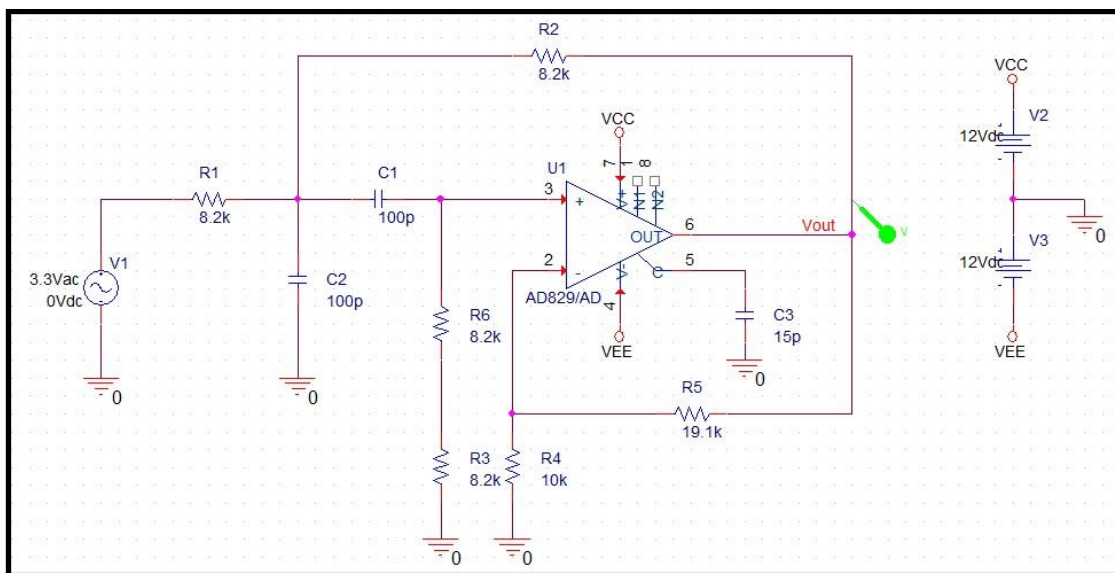 R2
8.2k
VCC
VCC
V2
12Vdc
R1
8.2k
C1
100p
U1
7
1
8
3
+
V+
N1
N2
OUT
6
Vout
V
0
V1
3.3Vac
0Vdc
C2
100p
2
-
V-
C
5
4
AD829/AD
V3
12Vdc
R6
8.2k
C3
15p
VEE
VEE
0
0
0
R5
19.1k
R3
8.2k
R4
10k
0
0